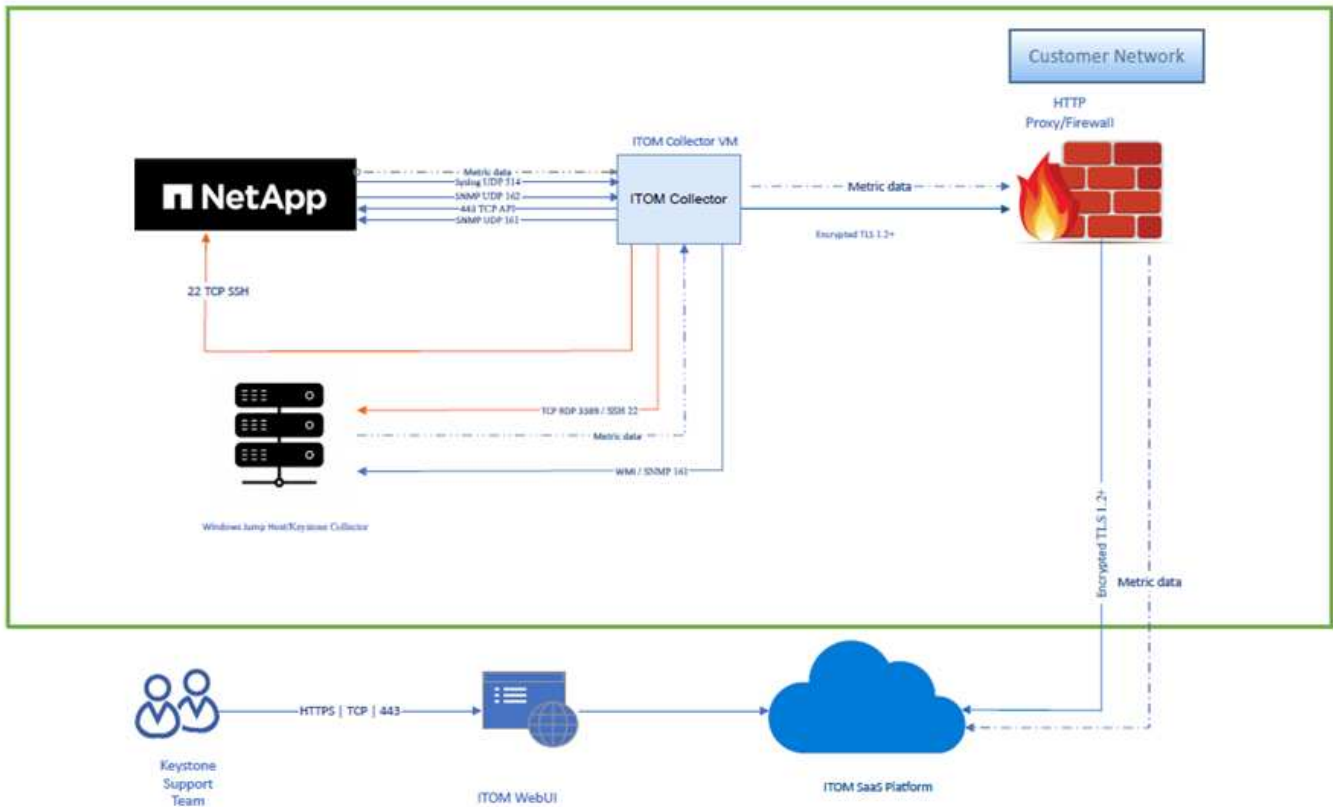 Customer Network
HTTP
Proxy/Firewall
ITOM Collector VM
NetApp
Metric data
Syslog UDP 514
SNMP UDP 162
443 TCP API
SNMP UDP 161
ITOM Collector
Metric data
Encrypted TLS 1.2+
22 TCP SSH
TCP RDP 3389 / SSH 22
Metric data
WMI / SNMP 161
Windows Jump Host/Keystone Collector
Encrypted TLS 1.2+
Metric data
HTTPS | TCP | 443
Keystone
Support
Team
ITOM WebUI
ITOM SaaS Platform